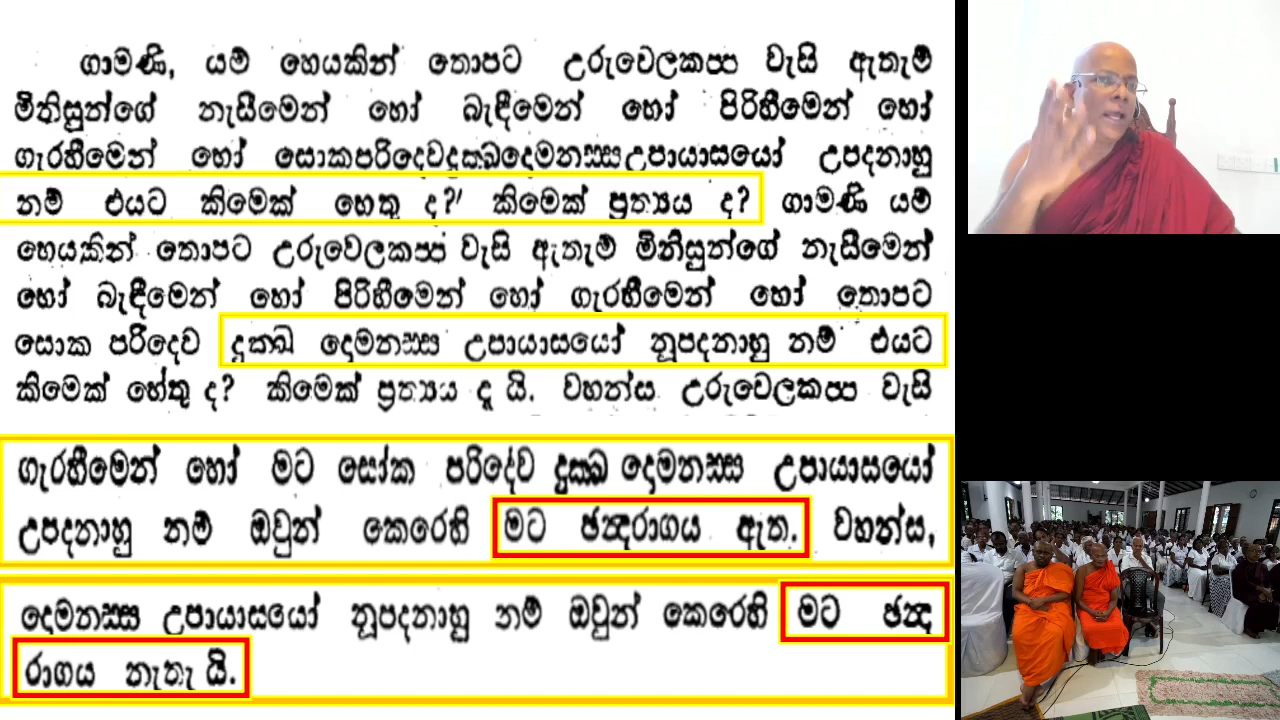 ගාමණි, යම් හෙයකින් තොපට උරුවෙලකප්ප වැසි ඇතැම්
මිනිසුන්ගේ නැසීමෙන් හෝ බැඳීමෙන් හෝ පිරිහීමෙන් හෝ
ගැරහීමෙන් හෝ සොකපරිදෙවදුක්ඛදොමනස්සඋපායාසයෝ උපදනාහු
නම් එයට කිමෙක් හෙතු ද?' කිමෙක් ප්‍රත්‍යය ද? ගාමණි යම්
හෙයකින් තොපට උරුවෙලකප්ප වැසි ඇතැම් මිනිසුන්ගේ නැසීමෙන්
හෝ බැඳීමෙන් හෝ පිරිහීමෙන් හෝ ගැරහීමෙන් හෝ තොපට
සොක පරිදෙව දුක්ඛ දොමනස්ස උපායාසයෝ නූපදනාහු නම් එයට
කිමෙක් හේතු ද? කිමෙක් ප්‍රත්‍යය ද යි. වහන්ස උරුවෙලකප්ප වැසි
ගැරහීමෙන් හෝ මට සෝක පරිදේව දුක්ඛ දොමනස්ස උපායාසයෝ
උපදනාහු නම් ඔවුන් කෙරෙහි මට ඡන්‍දරාගය ඇත. වහන්ස,
දොමනස්ස උපායාසයෝ නූපදනාහු නම් ඔවුන් කෙරෙහි මට ඡන්‍ද
රාගය නැතැ යි.